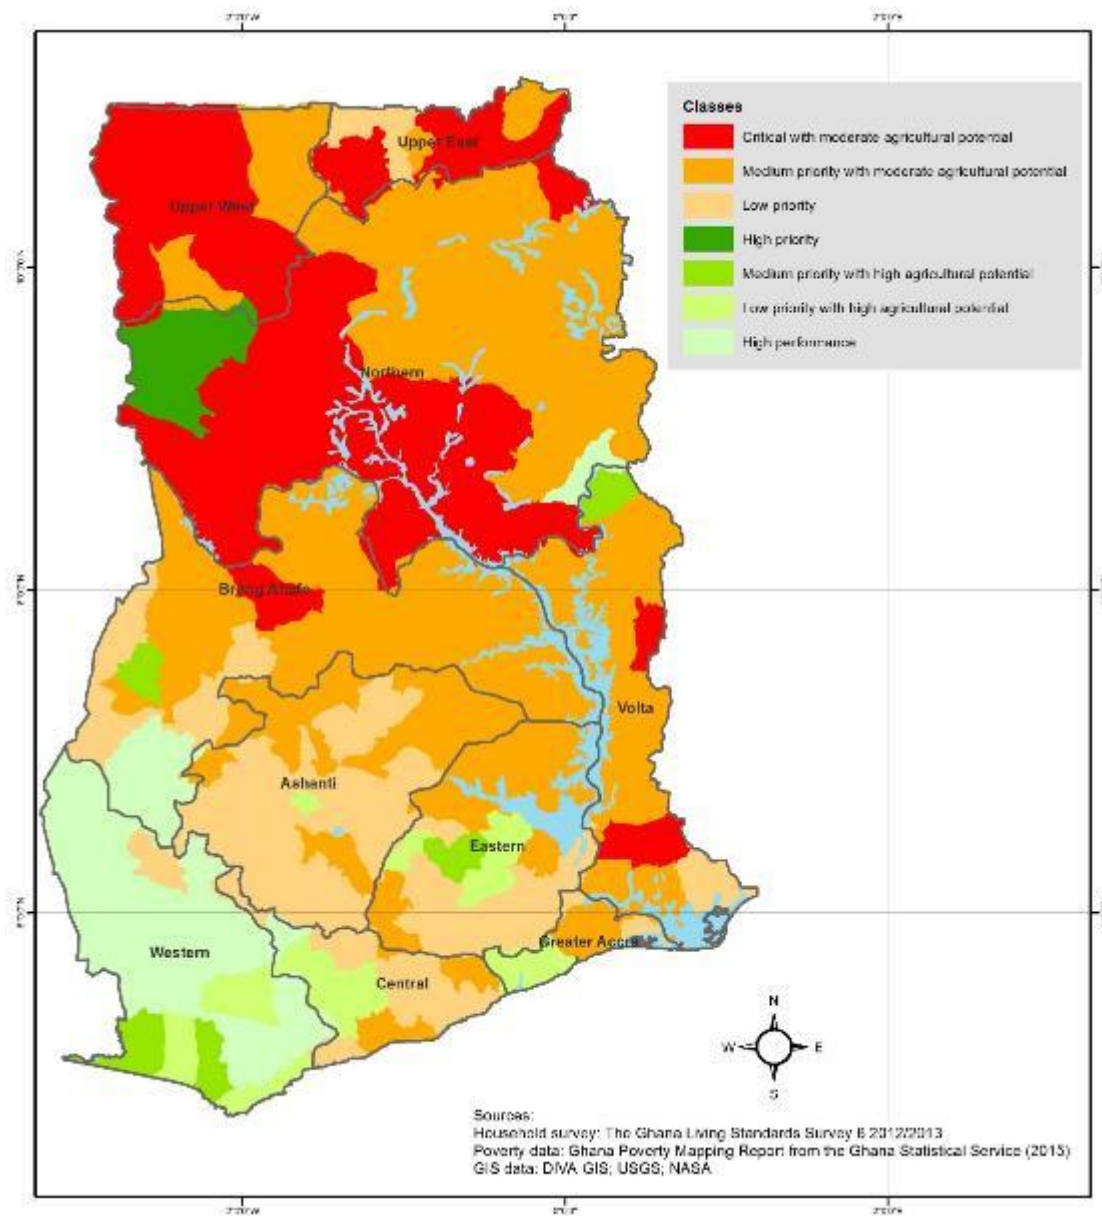 Classes
Critical with moderate agricultural potential
Medium priority with moderate agricultural potential
Low priority
High priority
Medium priority with high agricultural potential
Low priority with high agricultural potential
High performance
Upper East
Upper West
Northern
Brong Ahafo
Volta
Ashanti
Eastern
Greater Accra
Western
Central
N
W E
S
Sources:
Household survey: The Ghana Living Standards Survey 6 2012/2013
Poverty data: Ghana Poverty Mapping Report from the Ghana Statistical Service (2015)
GIS data: DIVA GIS; USGS; NASA